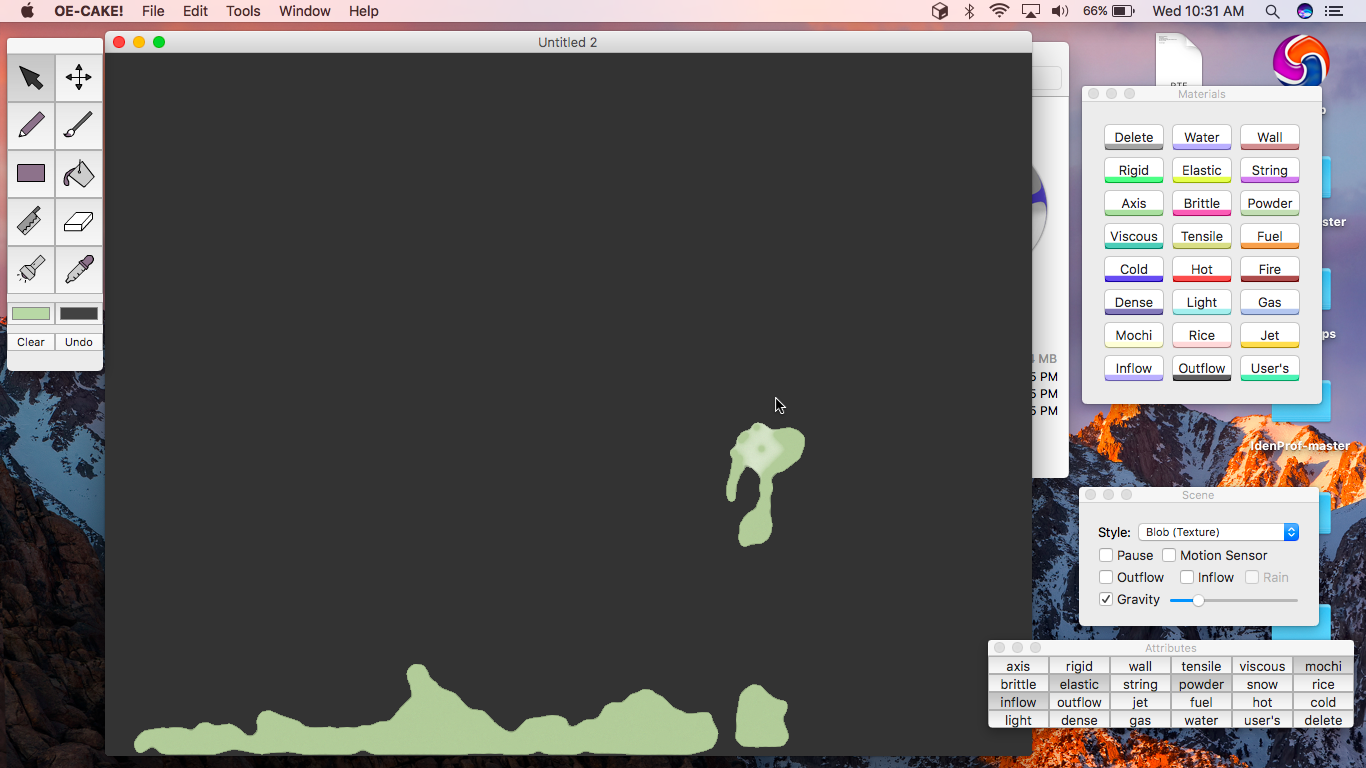 OE-CAKE! File Edit Tools Window Help 66% Wed 10:31 AM
Untitled 2
Clear Undo
RTF
Materials
Delete Water Wall
Rigid Elastic String
Axis Brittle Powder
Viscous Tensile Fuel
Cold Hot Fire
Dense Light Gas
Mochi Rice Jet
Inflow Outflow User's
MB
5 PM
5 PM
5 PM
ster
ps
IdenProf-master
Scene
Style: Blob (Texture)
Pause Motion Sensor
Outflow Inflow Rain
Gravity
Attributes
axis rigid wall tensile viscous mochi
brittle elastic string powder snow rice
inflow outflow jet fuel hot cold
light dense gas water user's delete